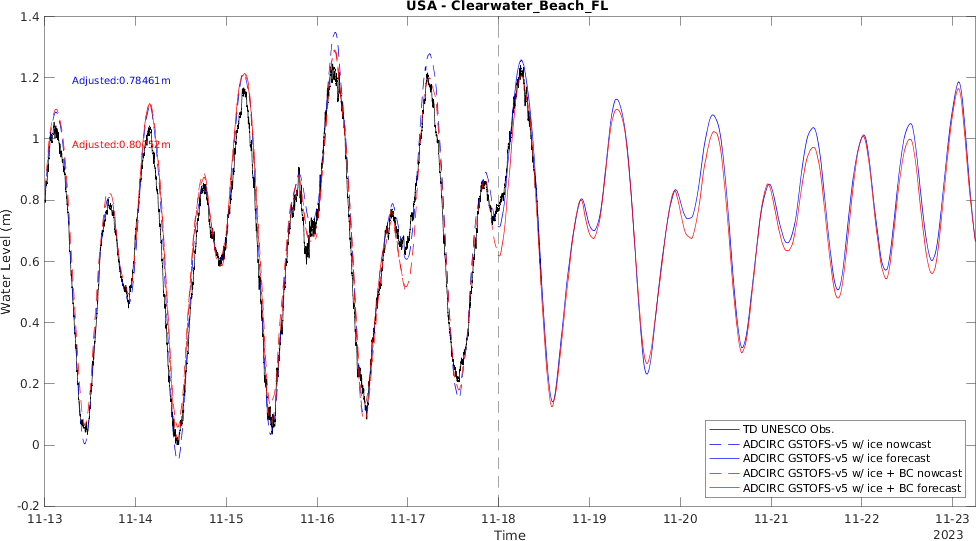 USA - Clearwater_Beach_FL
1.4
1.2
1
0.8
0.6
0.4
0.2
0
-0.2
Water Level (m)
Adjusted:0.78461m
Adjusted:0.80052m
TD UNESCO Obs.
ADCIRC GSTOFS-v5 w/ ice nowcast
ADCIRC GSTOFS-v5 w/ ice forecast
ADCIRC GSTOFS-v5 w/ ice + BC nowcast
ADCIRC GSTOFS-v5 w/ ice + BC forecast
11-13 11-14 11-15 11-16 11-17 11-18 11-19 11-20 11-21 11-22 11-23
Time
2023